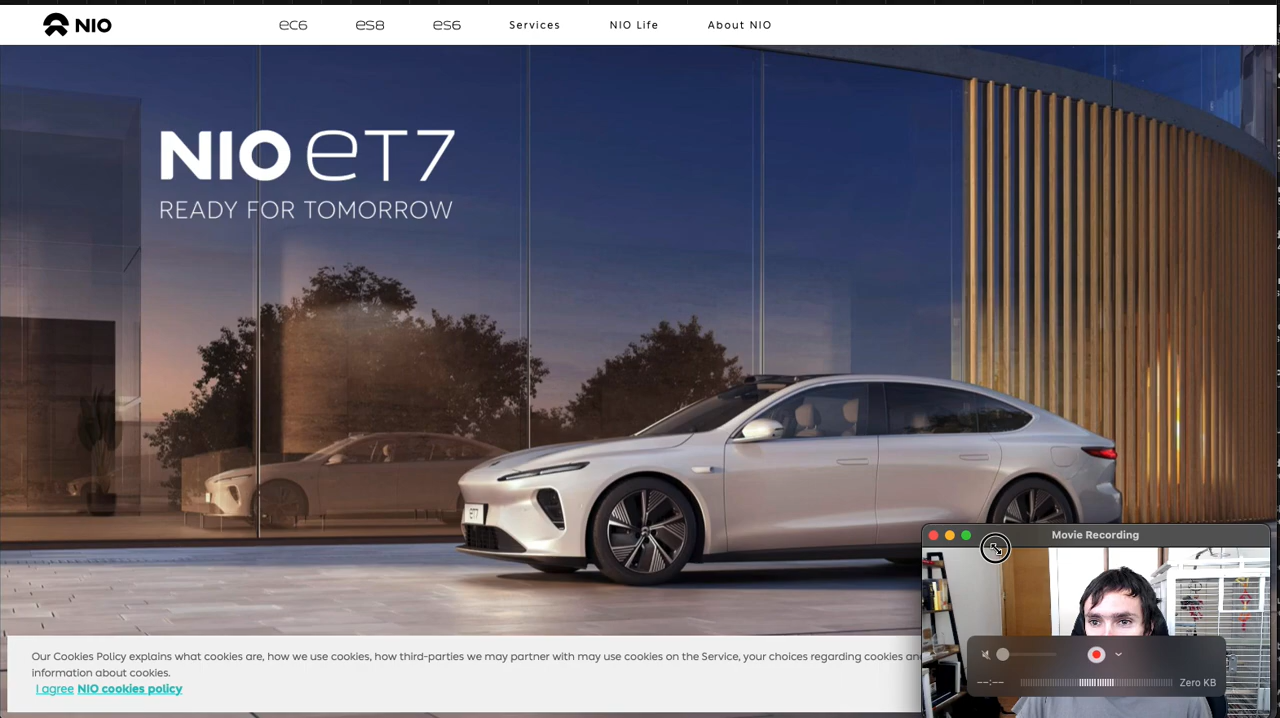 NIO
ec6 es8 es6 Services NIO Life About NIO
NIO eT7
READY FOR TOMORROW
ET7
Movie Recording
Our Cookies Policy explains what cookies are, how we use cookies, how third-parties we may partner with may use cookies on the Service, your choices regarding cookies and
information about cookies.
I agree NIO cookies policy
--:-- Zero KB